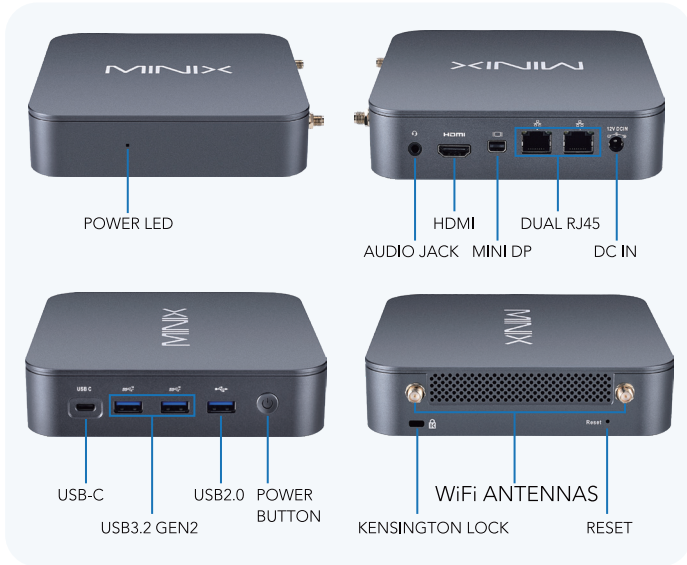 MINIX
POWER LED
MINIX
HDMI
12V DCIN
HDMI
DUAL RJ45
AUDIO JACK
MINI DP
DC IN
MINIX
USB C
USB-C
USB2.0
POWER
BUTTON
USB3.2 GEN2
MINIX
Reset
WiFi ANTENNAS
KENSINGTON LOCK
RESET